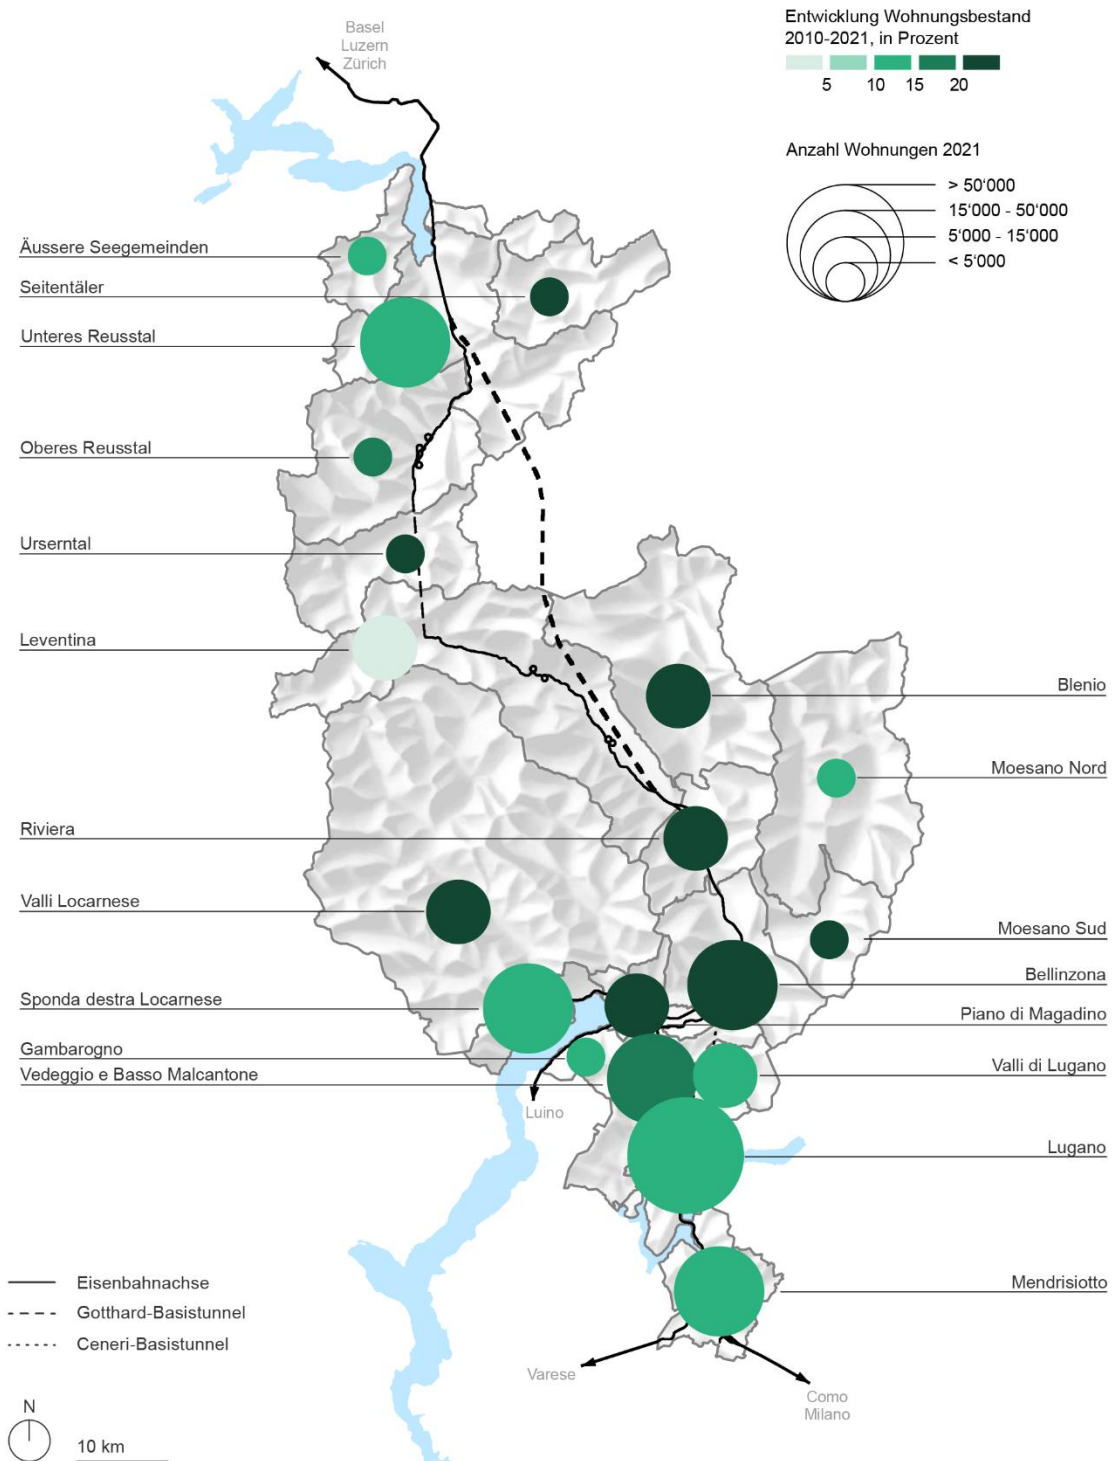 Entwicklung Wohnungsbestand
2010-2021, in Prozent
5 10 15 20
Anzahl Wohnungen 2021
> 50'000
15'000 - 50'000
5'000 - 15'000
< 5'000
Basel
Luzern
Zürich
Äussere Seegemeinden
Seitentäler
Unteres Reusstal
Oberes Reusstal
Urserntal
Leventina
Blenio
Moesano Nord
Riviera
Valli Locarnese
Moesano Sud
Bellinzona
Sponda destra Locarnese
Piano di Magadino
Gambarogno
Valli di Lugano
Vedeggio e Basso Malcantone
Luino
Lugano
Mendrisiotto
Eisenbahnachse
Gotthard-Basistunnel
Ceneri-Basistunnel
Varese
Como
Milano
N
10 km